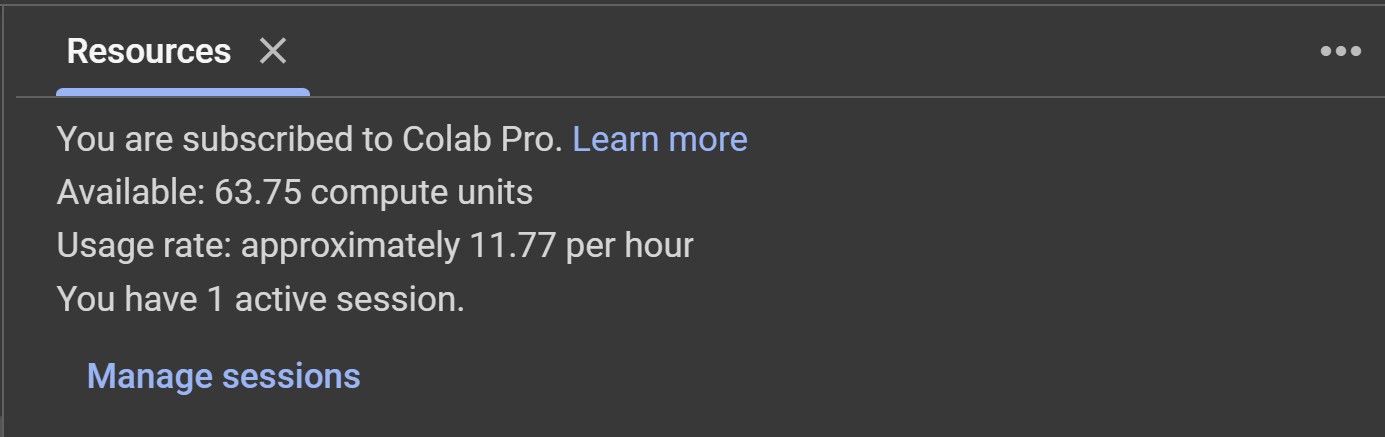 Resources
You are subscribed to Colab Pro. Learn more
Available: 63.75 compute units
Usage rate: approximately 11.77 per hour
You have 1 active session.
Manage sessions